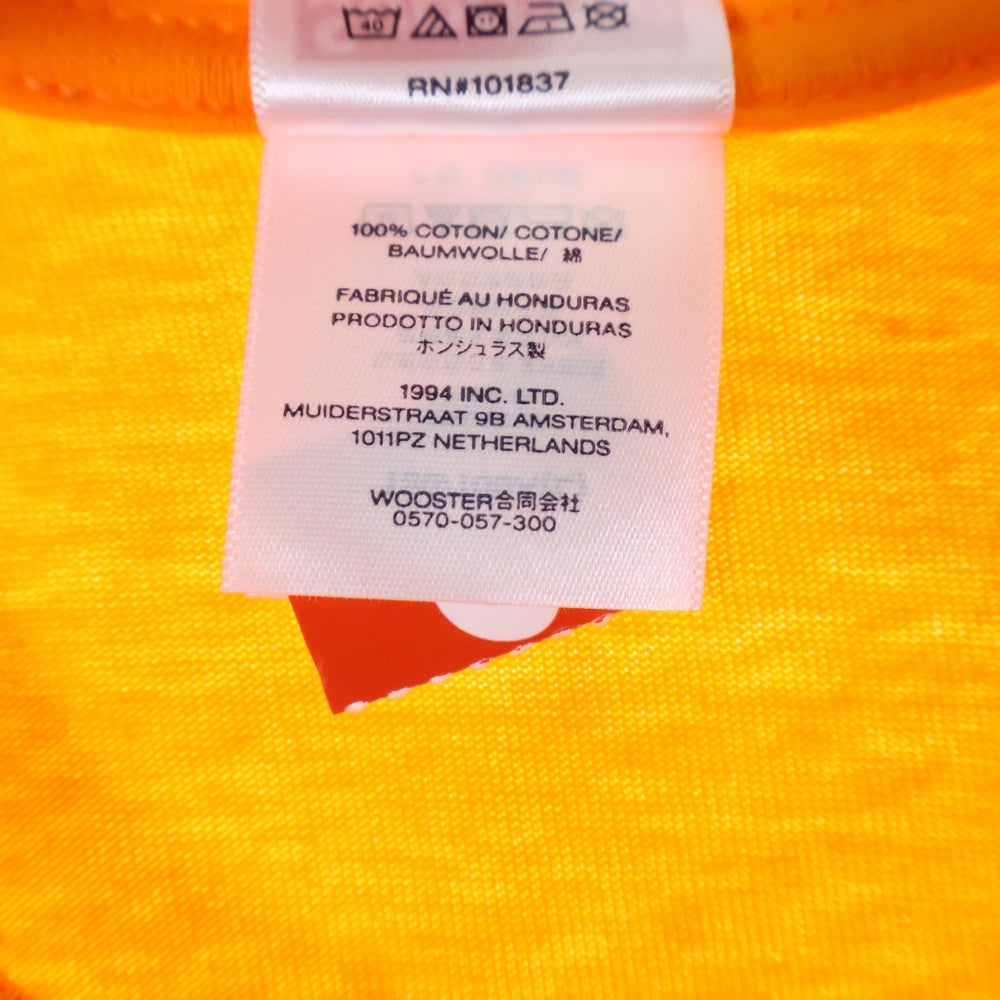 40
RN#101837
100% COTON/ COTONE/
BAUMWOLLE/ 綿
FABRIQUÉ AU HONDURAS
PRODOTTO IN HONDURAS
ホンジュラス製
1994 INC. LTD.
MUIDERSTRAAT 9B AMSTERDAM,
1011PZ NETHERLANDS
WOOSTER合同会社
0570-057-300